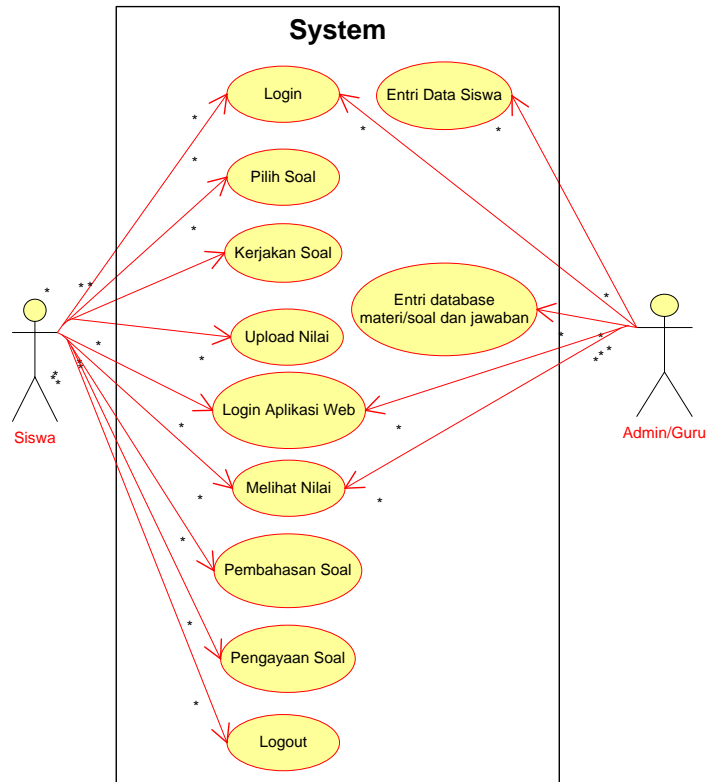 System
Login
Entri Data Siswa
Pilih Soal
Kerjakan Soal
Entri database
materi/soal dan jawaban
Upload Nilai
Login Aplikasi Web
Siswa
Admin/Guru
Melihat Nilai
Pembahasan Soal
Pengayaan Soal
Logout